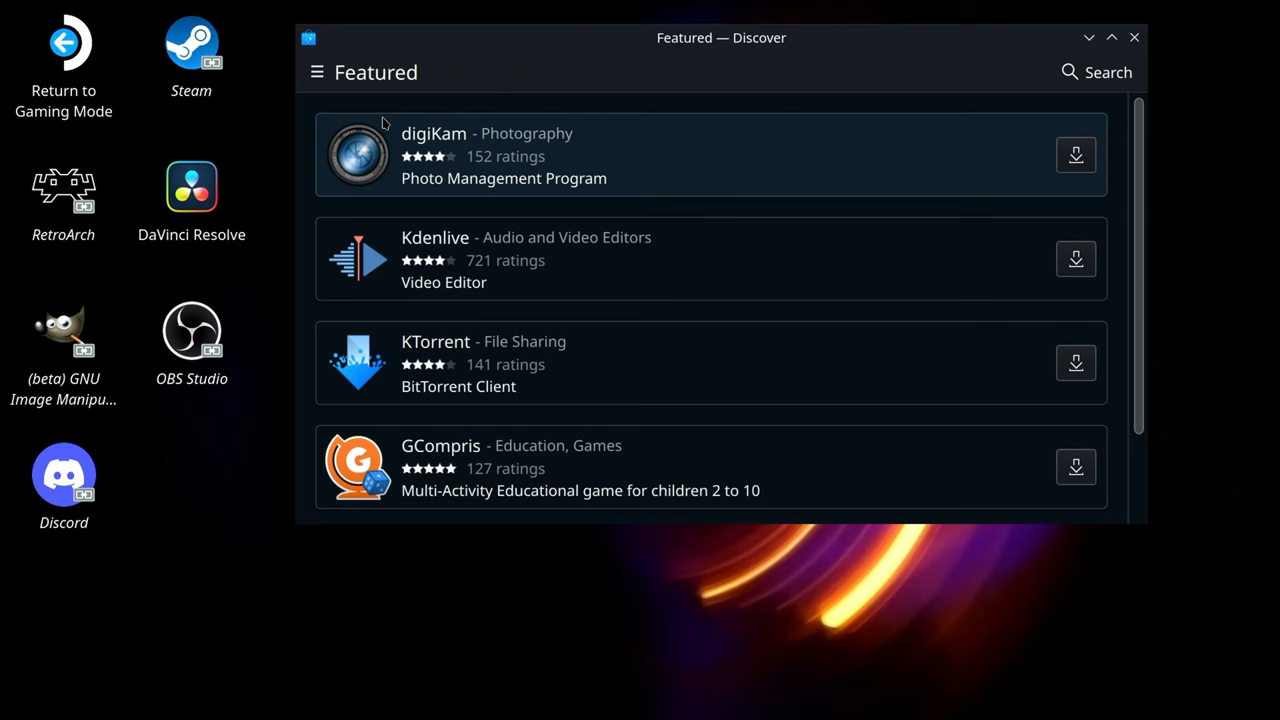 Return to
Gaming Mode
Steam
RetroArch
DaVinci Resolve
(beta) GNU
Image Manipu...
OBS Studio
Discord
Featured — Discover
Featured
Search
digiKam - Photography
152 ratings
Photo Management Program
Kdenlive - Audio and Video Editors
721 ratings
Video Editor
KTorrent - File Sharing
141 ratings
BitTorrent Client
GCompris - Education, Games
127 ratings
Multi-Activity Educational game for children 2 to 10